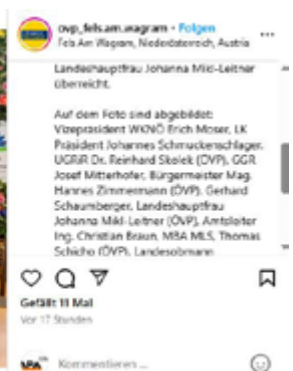 ovp_fels.am.wagram • Folgen
Fels Am Wagram, Niederösterreich, Austria
Landeshauptfrau Johanna Mikl-Leitner
überreicht.
Auf dem Foto sind abgebildet:
Vizepräsident WKNÖ Erich Moser, LK
Präsident Johannes Schmuckenschlager,
UGRiR Dr. Reinhard Skolek (ÖVP), GGR
Josef Mitterhofer, Bürgermeister Mag.
Hannes Zimmermann (ÖVP), Gerhard
Schaumberger, Landeshauptfrau
Johanna Mikl-Leitner (ÖVP), Amtsleiter
Ing. Christian Braun, MBA MLS, Thomas
Schicho (ÖVP), Landesobmann
Gefällt 11 Mal
Vor 17 Stunden
Kommentieren ...